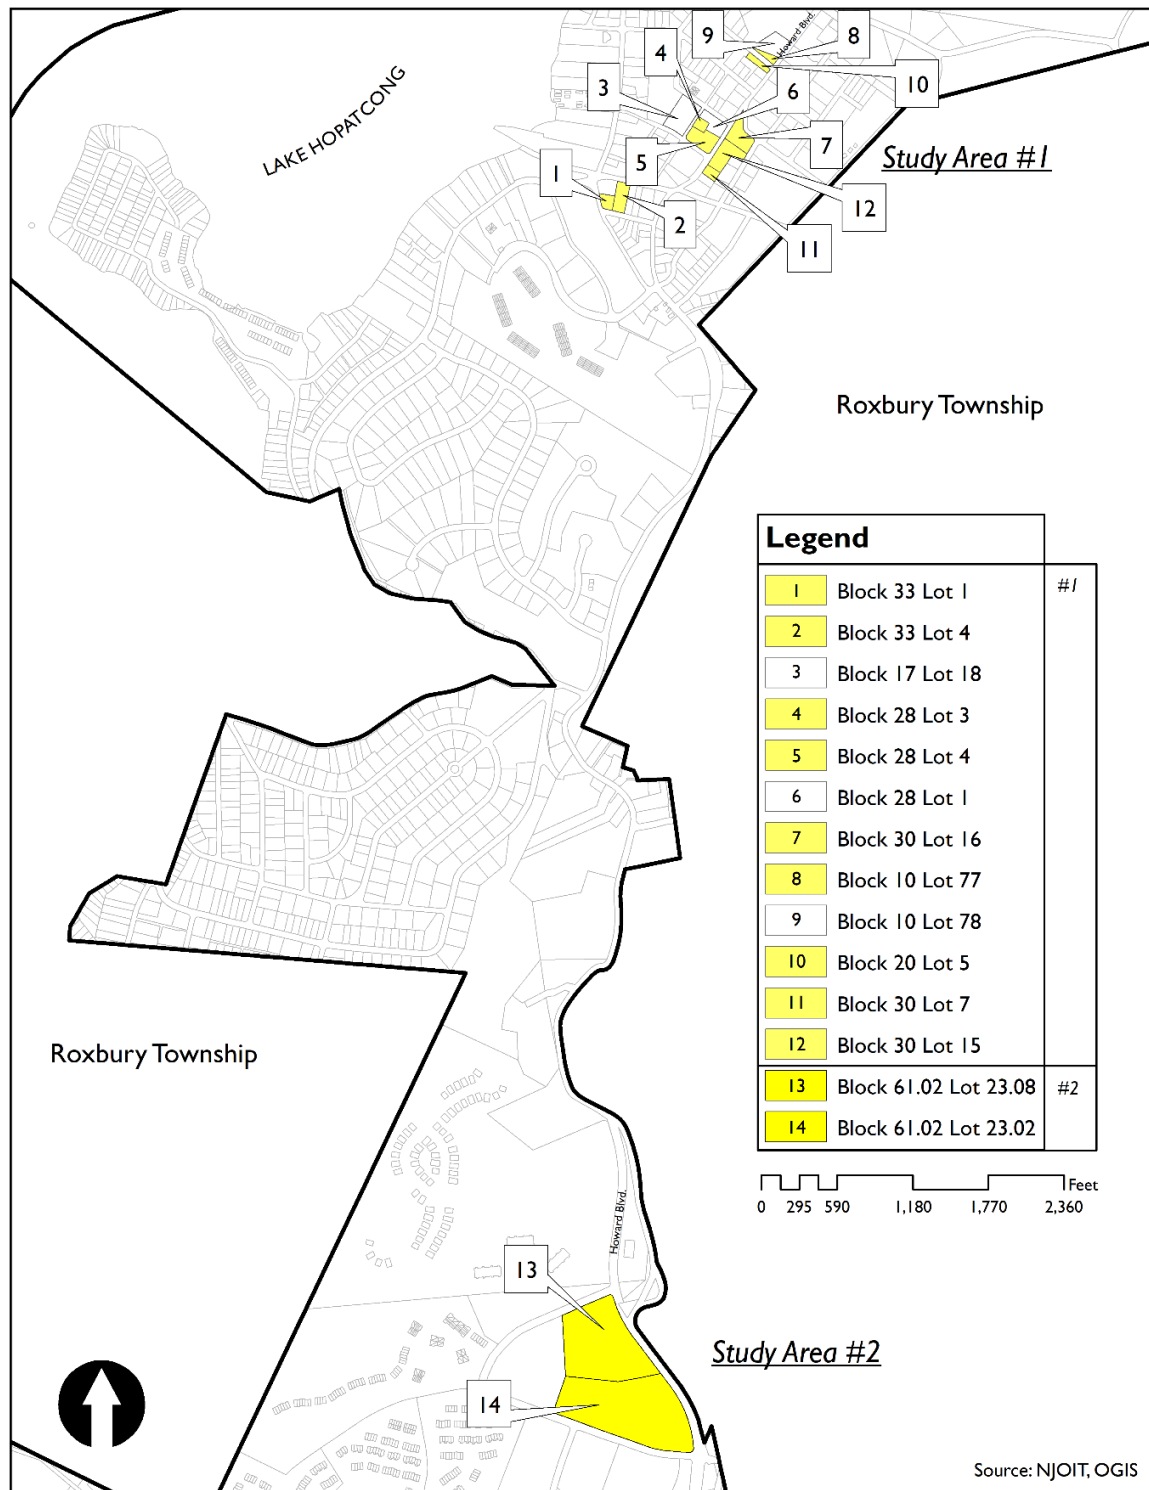 9
Howard Blvd.
8
4
10
3
6
LAKE HOPATCONG
7
5
Study Area #1
1
2
12
11
Roxbury Township
Legend
#1
1 Block 33 Lot 1
2 Block 33 Lot 4
3 Block 17 Lot 18
4 Block 28 Lot 3
5 Block 28 Lot 4
6 Block 28 Lot 1
7 Block 30 Lot 16
8 Block 10 Lot 77
9 Block 10 Lot 78
10 Block 20 Lot 5
11 Block 30 Lot 7
12 Block 30 Lot 15
13 Block 61.02 Lot 23.08 #2
14 Block 61.02 Lot 23.02
Feet
0 295 590 1,180 1,770 2,360
Roxbury Township
Howard Blvd.
13
Study Area #2
14
Source: NJOIT, OGIS